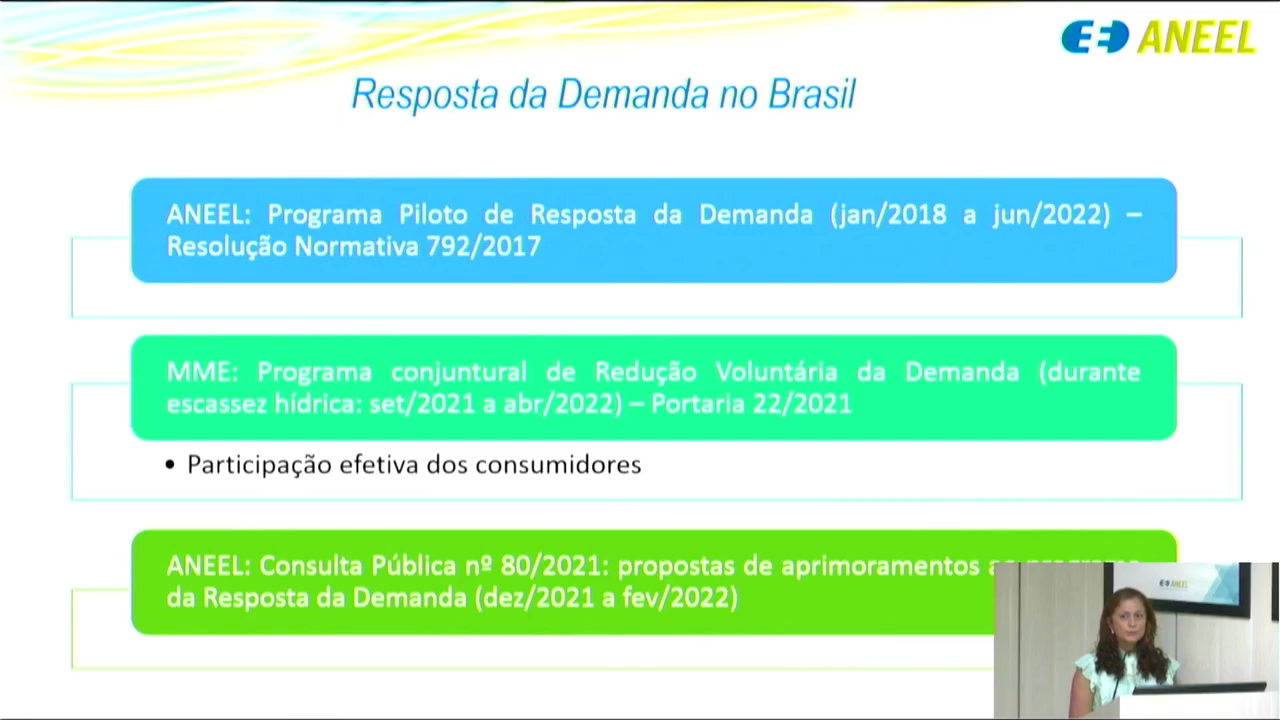 ANEEL
Resposta da Demanda no Brasil
ANEEL: Programa Piloto de Resposta da Demanda (jan/2018 a jun/2022) –
Resolução Normativa 792/2017
MME: Programa conjuntural de Redução Voluntária da Demanda (durante
escassez hídrica: set/2021 a abr/2022) – Portaria 22/2021
• Participação efetiva dos consumidores
ANEEL: Consulta Pública nº 80/2021: propostas de aprimoramentos
da Resposta da Demanda (dez/2021 a fev/2022)
ANEEL